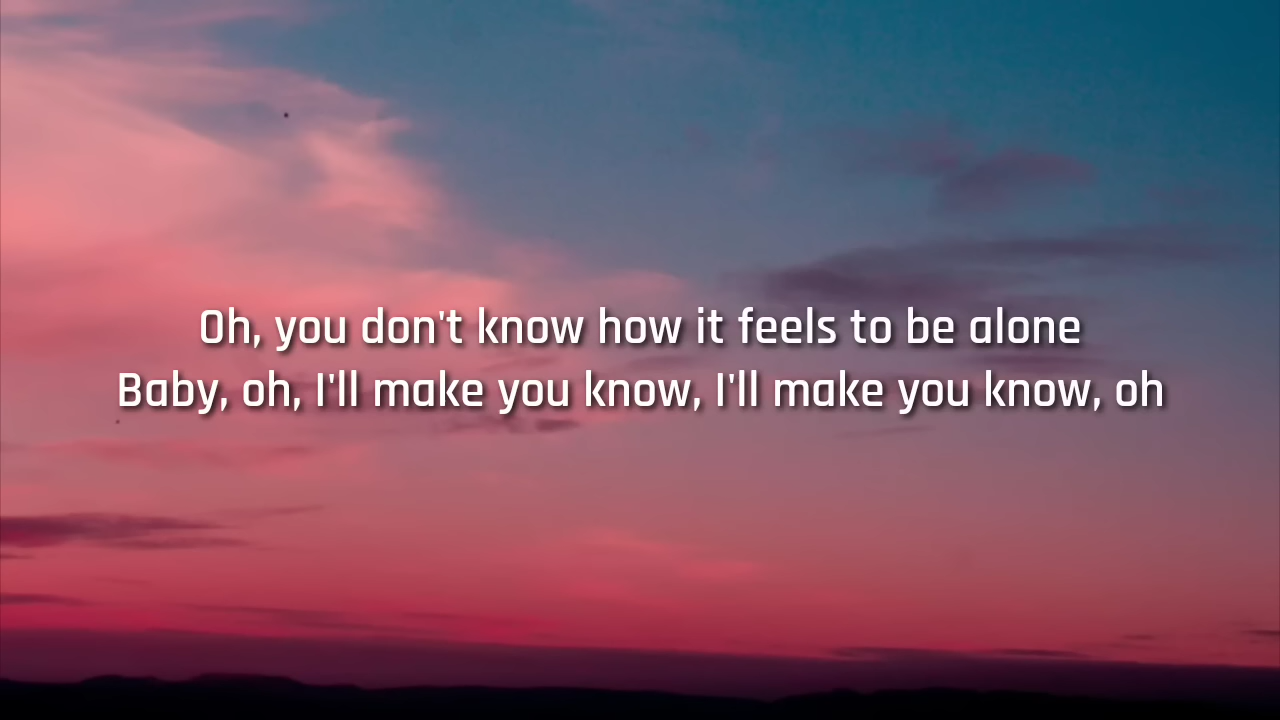 Oh, you don't know how it feels to be alone
Baby, oh, I'll make you know, I'll make you know, oh